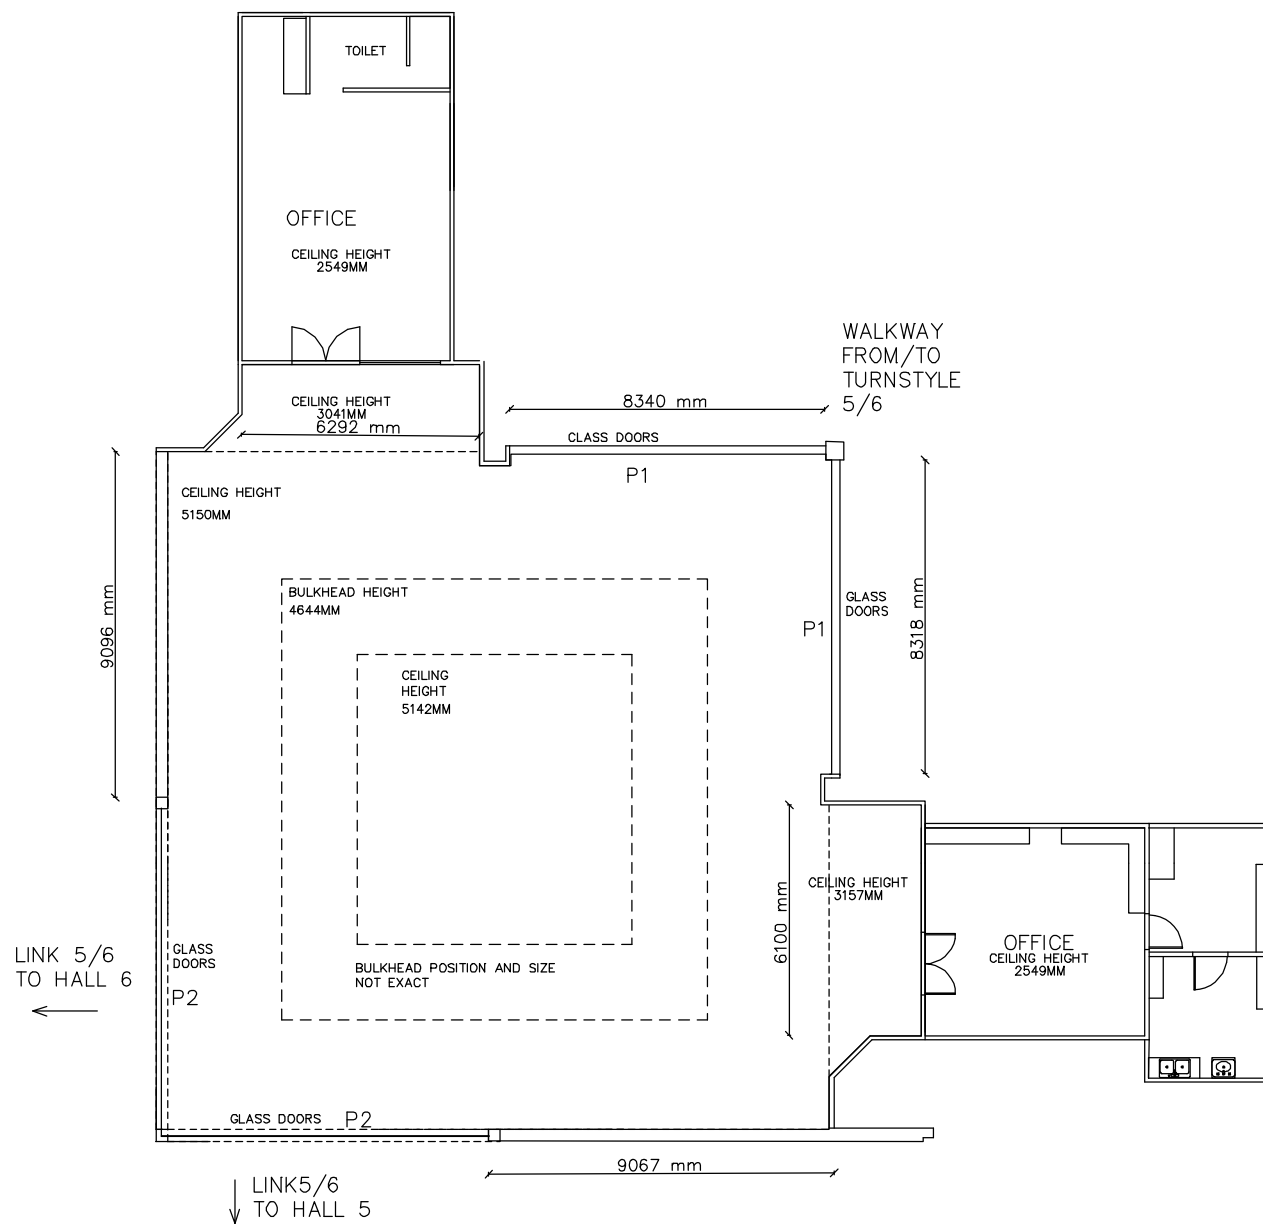 TOILET
OFFICE
CEILING HEIGHT
2549MM
WALKWAY
FROM/TO
TURNSTYLE
5/6
CEILING HEIGHT
3041MM
6292 mm
8340 mm
CLASS DOORS
P1
CEILING HEIGHT
5150MM
9096 mm
BULKHEAD HEIGHT
4644MM
P1
GLASS
DOORS
8318 mm
CEILING
HEIGHT
5142MM
CEILING HEIGHT
3157MM
6100 mm
OFFICE
CEILING HEIGHT
2549MM
LINK 5/6
TO HALL 6
GLASS
DOORS
P2
BULKHEAD POSITION AND SIZE
NOT EXACT
GLASS DOORS
P2
9067 mm
LINK5/6
TO HALL 5